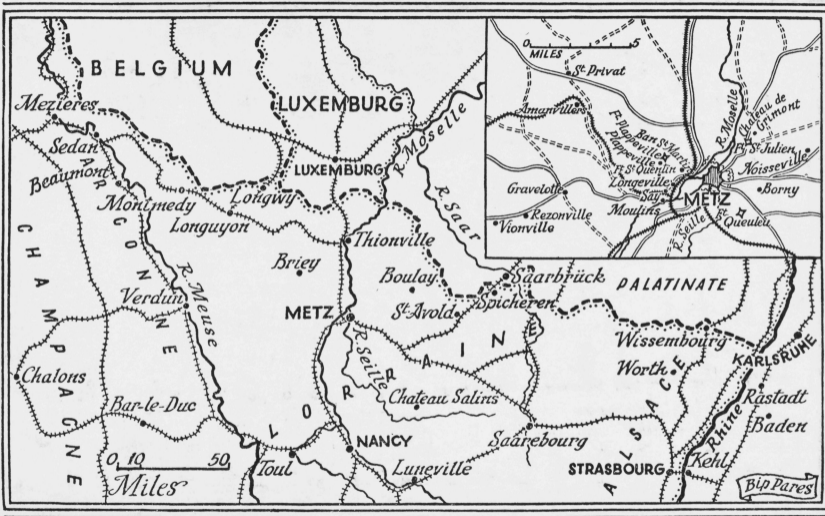 BELGIUM
LUXEMBURG
LUXEMBURG
Mezieres
Sedan
Beaumont
Montmedy
Longwy
Longuyon
ARGONNE
CHAMPAGNE
R. Moselle
R. Saar
Thionville
Briey
Boulay
Saarbrück
Spicheren
St Avold
PALATINATE
Verdun
R. Meuse
METZ
R. Seille
LORRAINE
Wissembourg
Worth
KARLSRUHE
Chalons
Bar-le-Duc
Chateau Salins
ALSACE
Rastadt
Baden
Rhine
Saarebourg
NANCY
Toul
Luneville
STRASBOURG
Kehl
0 10 50
Miles
Bip Pares
0 5
MILES
St Privat
Amanvillers
Ft Plappeville
Plappeville
Ban St Martin
Ft St Quentin
Longeville
Moulins
METZ
R. Moselle
Chateau de
Grimont
Ft St Julien
Noisseville
Borny
Gravelotte
Rezonville
Vionville
R. Seille
Ft
Queuleu